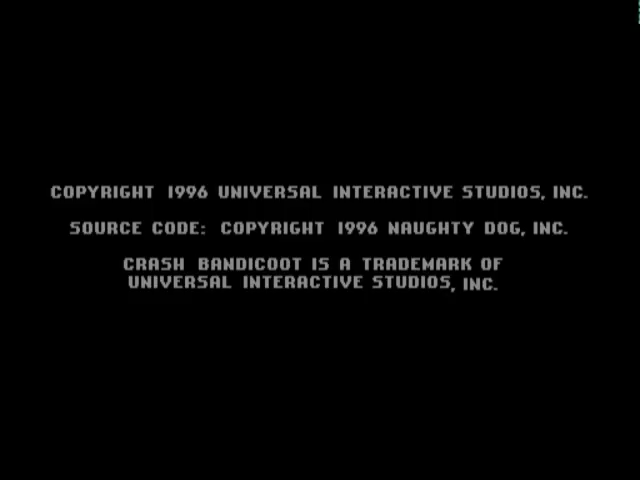 COPYRIGHT 1996 UNIVERSAL INTERACTIVE STUDIOS, INC.
SOURCE CODE: COPYRIGHT 1996 NAUGHTY DOG, INC.
CRASH BANDICOOT IS A TRADEMARK OF
UNIVERSAL INTERACTIVE STUDIOS, INC.